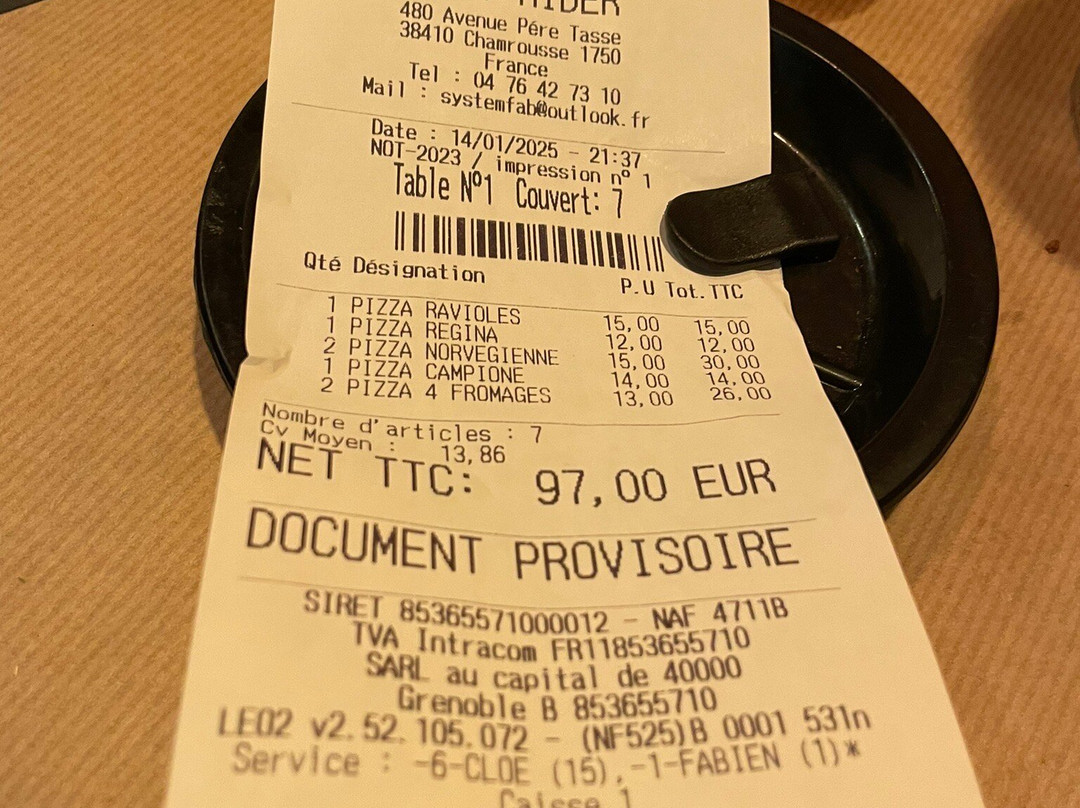 480 Avenue Pére Tasse
38410 Chamrousse 1750
France
Tel : 04 76 42 73 10
Mail : systemfab@outlook.fr
Date : 14/01/2025 - 21:37
NOT-2023 / impression nº 1
Table Nº1 Couvert: 7
Qté Désignation P.U Tot.TTC
1 PIZZA RAVIOLES 15,00 15,00
1 PIZZA REGINA 12,00 12,00
2 PIZZA NORVEGIENNE 15,00 30,00
1 PIZZA CAMPIONE 14,00 14,00
2 PIZZA 4 FROMAGES 13,00 26,00
Nombre d'articles : 7
Cv Moyen : 13,86
NET TTC: 97,00 EUR
DOCUMENT PROVISOIRE
SIRET 85365571000012 - NAF 4711B
TVA Intracom FR11853655710
SARL au capital de 40000
Grenoble B 853655710
LEO2 v2.52.105.072 - (NF525)B 0001 531n
Service : -6-CLOE (15),-1-FABIEN (1)*
Caisse 1